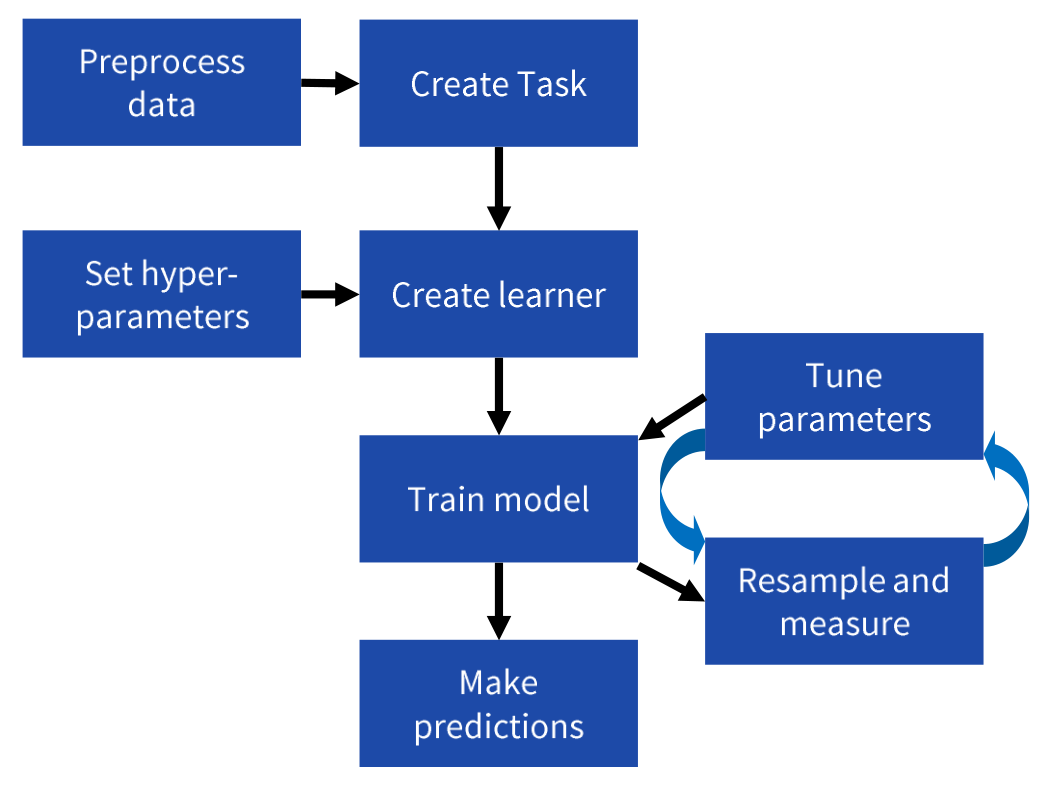 Preprocess
data
Create Task
Set hyper-
parameters
Create learner
Tune
parameters
Train model
Resample and
measure
Make
predictions